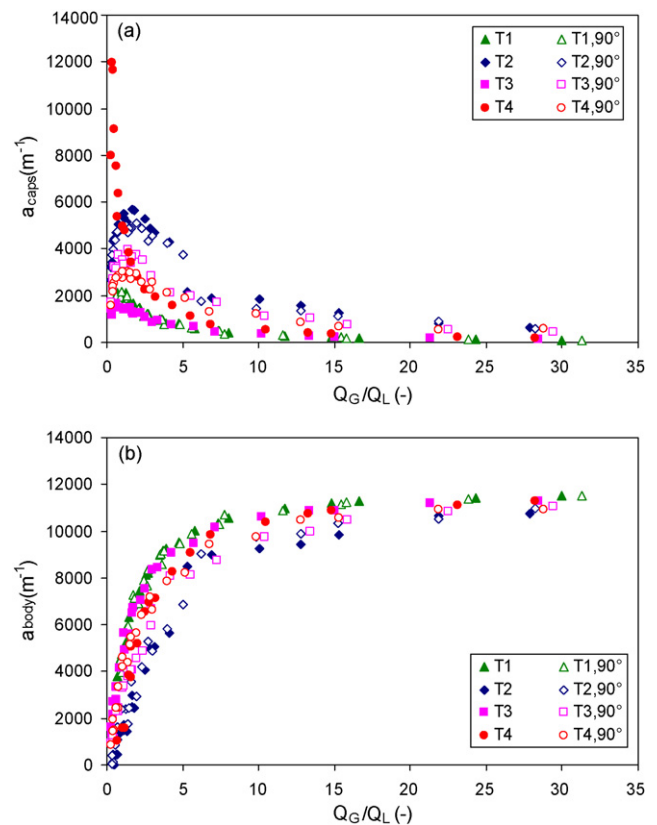 (a)
14000
12000
10000
8000
6000
4000
2000
0
a_caps(m⁻¹)
T1 T1,90°
T2 T2,90°
T3 T3,90°
T4 T4,90°
0 5 10 15 20 25 30 35
Q_G/Q_L (-)
(b)
14000
12000
10000
8000
6000
4000
2000
0
a_body(m⁻¹)
T1 T1,90°
T2 T2,90°
T3 T3,90°
T4 T4,90°
0 5 10 15 20 25 30 35
Q_G/Q_L (-)